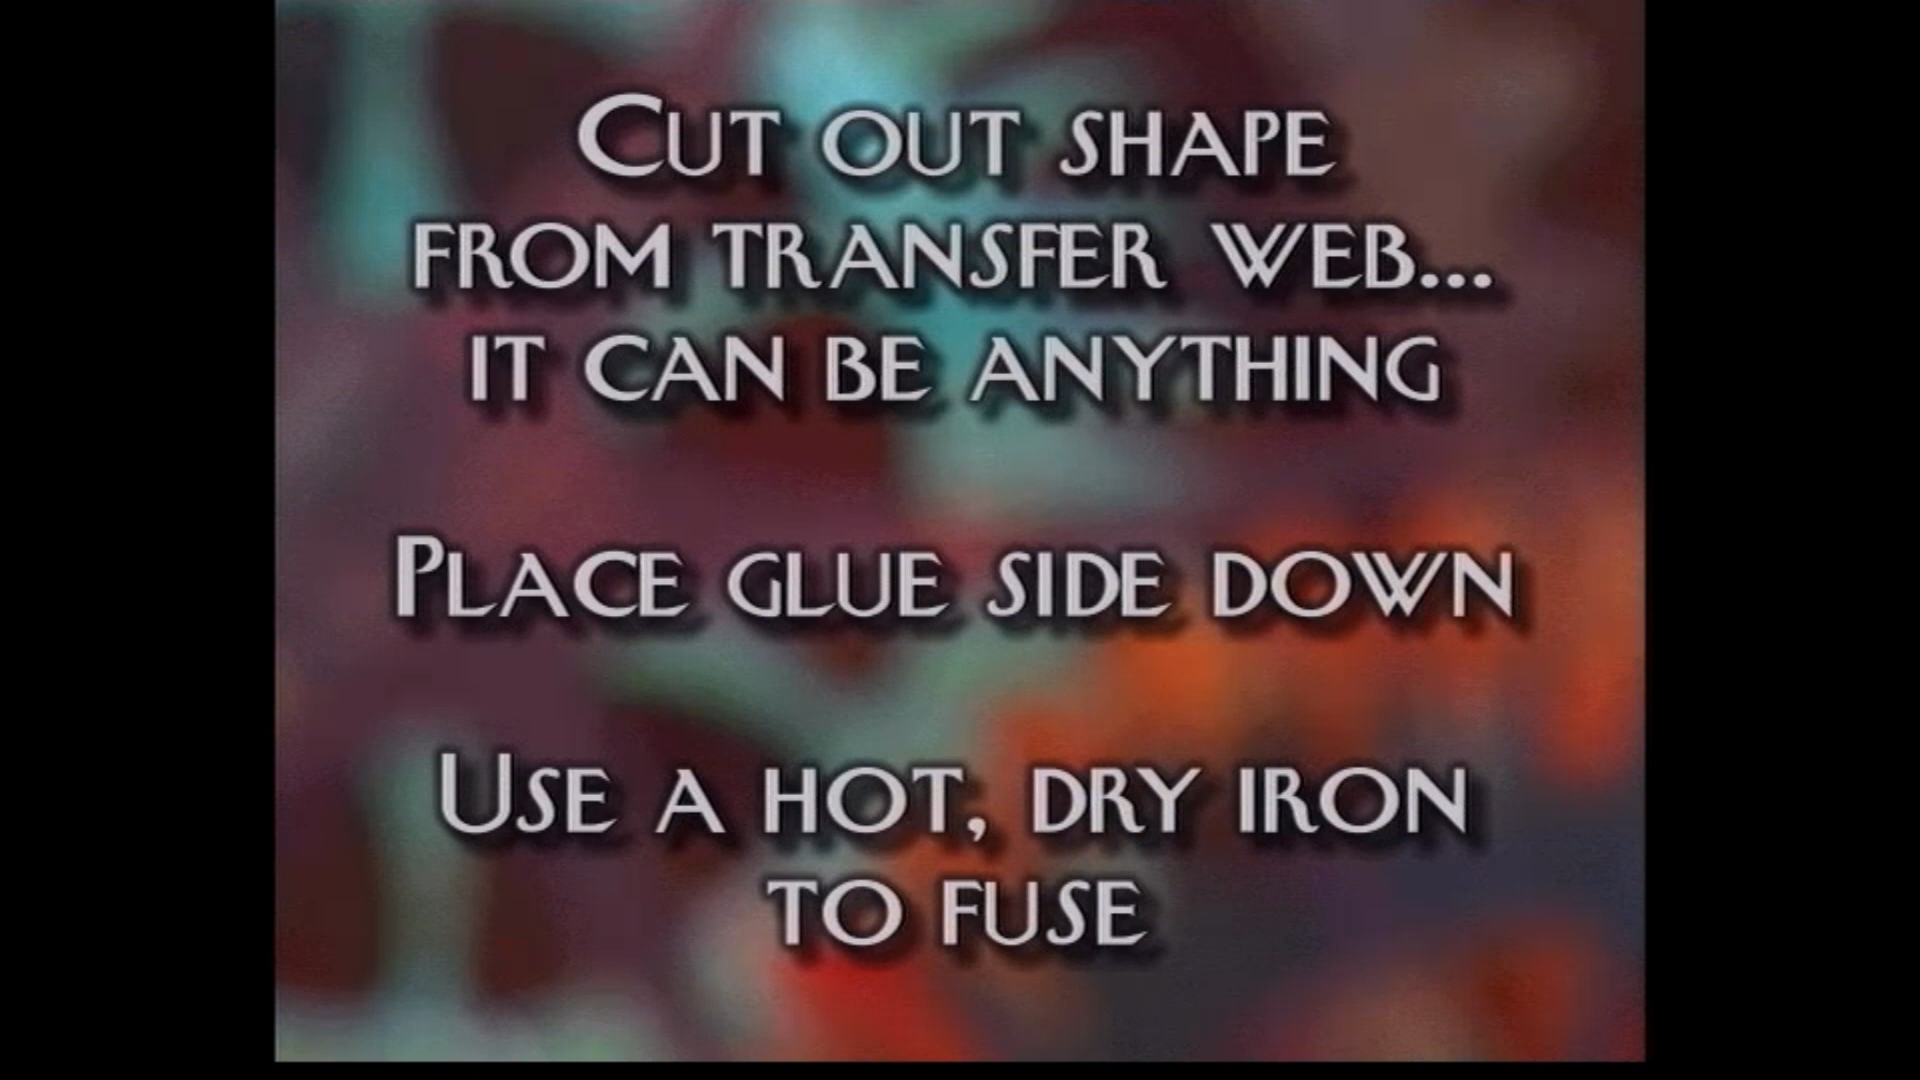 Cut out shape
from transfer web...
it can be anything
Place glue side down
Use a hot, dry iron
to fuse